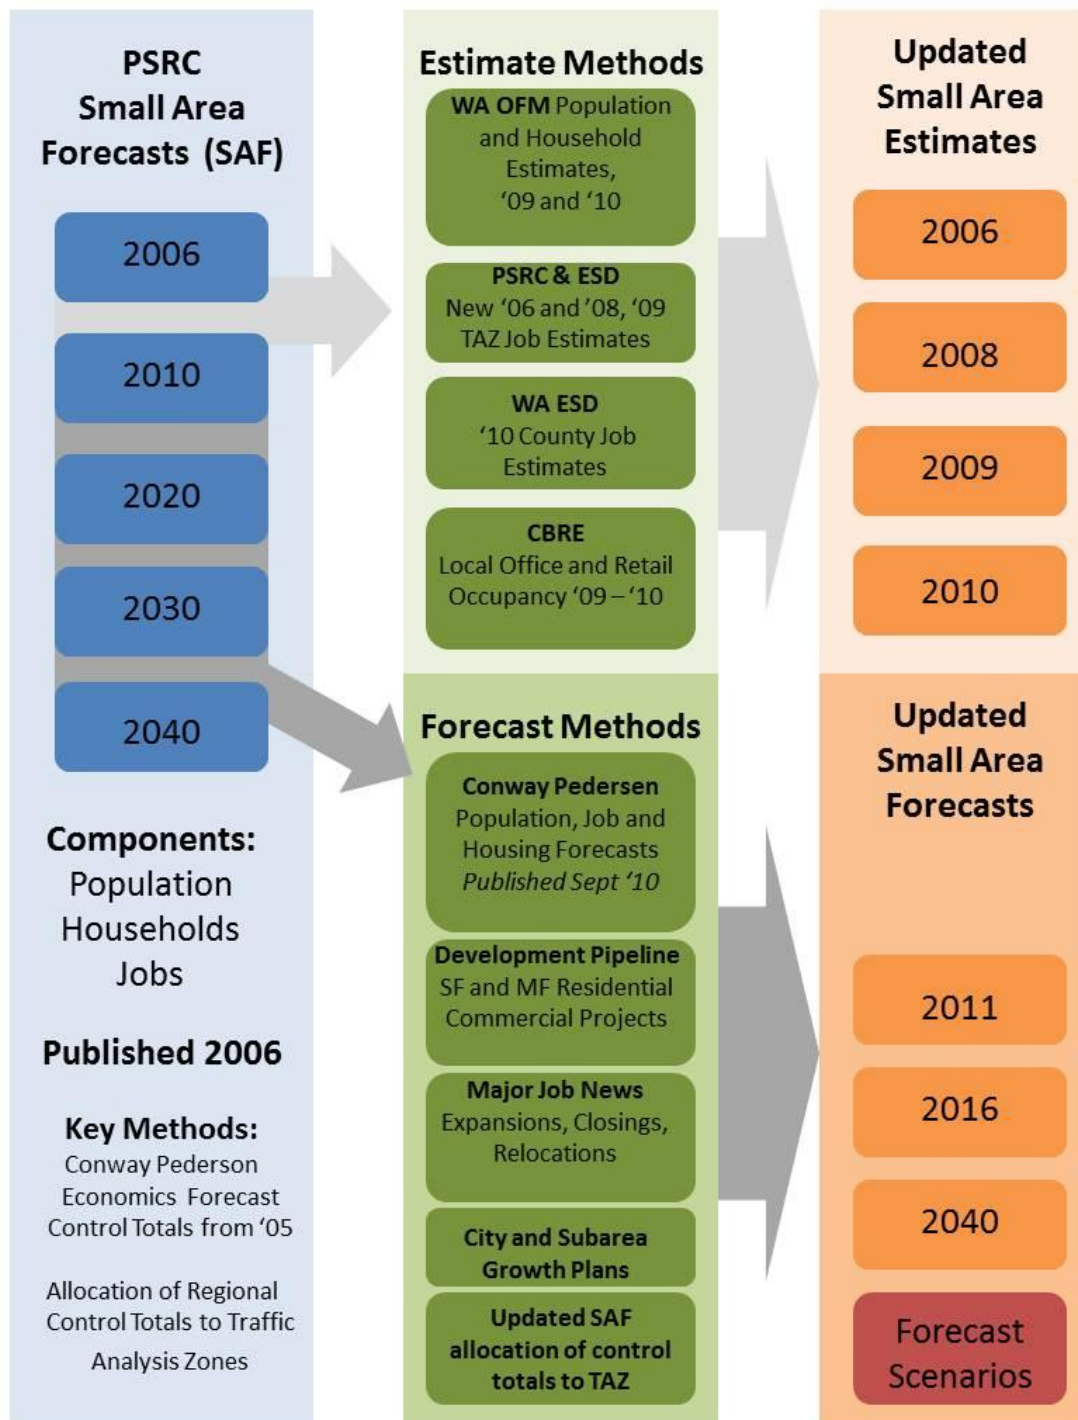 PSRC
Small Area
Forecasts (SAF)
2006
2010
2020
2030
2040
Components:
Population
Households
Jobs
Published 2006
Key Methods:
Conway Pederson
Economics Forecast
Control Totals from ‘05
Allocation of Regional
Control Totals to Traffic
Analysis Zones
Estimate Methods
WA OFM Population
and Household
Estimates,
‘09 and ‘10
PSRC & ESD
New ‘06 and ’08, ‘09
TAZ Job Estimates
WA ESD
‘10 County Job
Estimates
CBRE
Local Office and Retail
Occupancy ‘09 – ‘10
Forecast Methods
Conway Pedersen
Population, Job and
Housing Forecasts
Published Sept ‘10
Development Pipeline
SF and MF Residential
Commercial Projects
Major Job News
Expansions, Closings,
Relocations
City and Subarea
Growth Plans
Updated SAF
allocation of control
totals to TAZ
Updated
Small Area
Estimates
2006
2008
2009
2010
Updated
Small Area
Forecasts
2011
2016
2040
Forecast
Scenarios